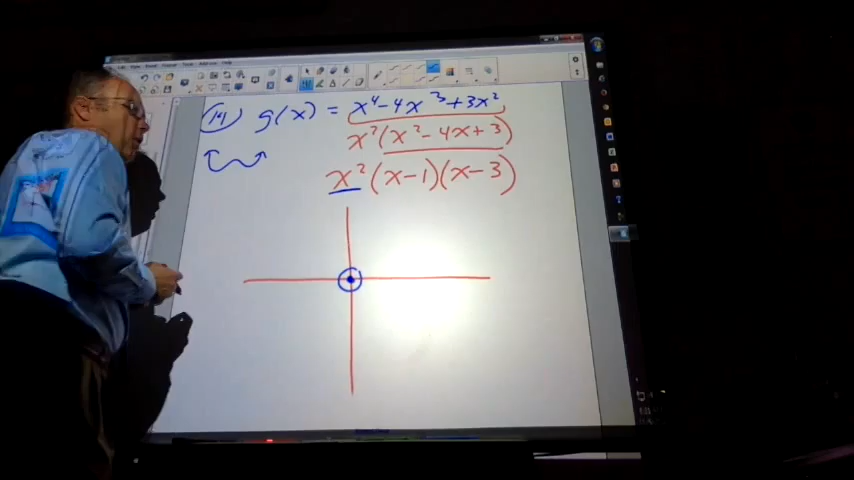 14 g(x) = x⁴-4x³+3x²
x²(x²-4x+3)
x²(x-1)(x-3)